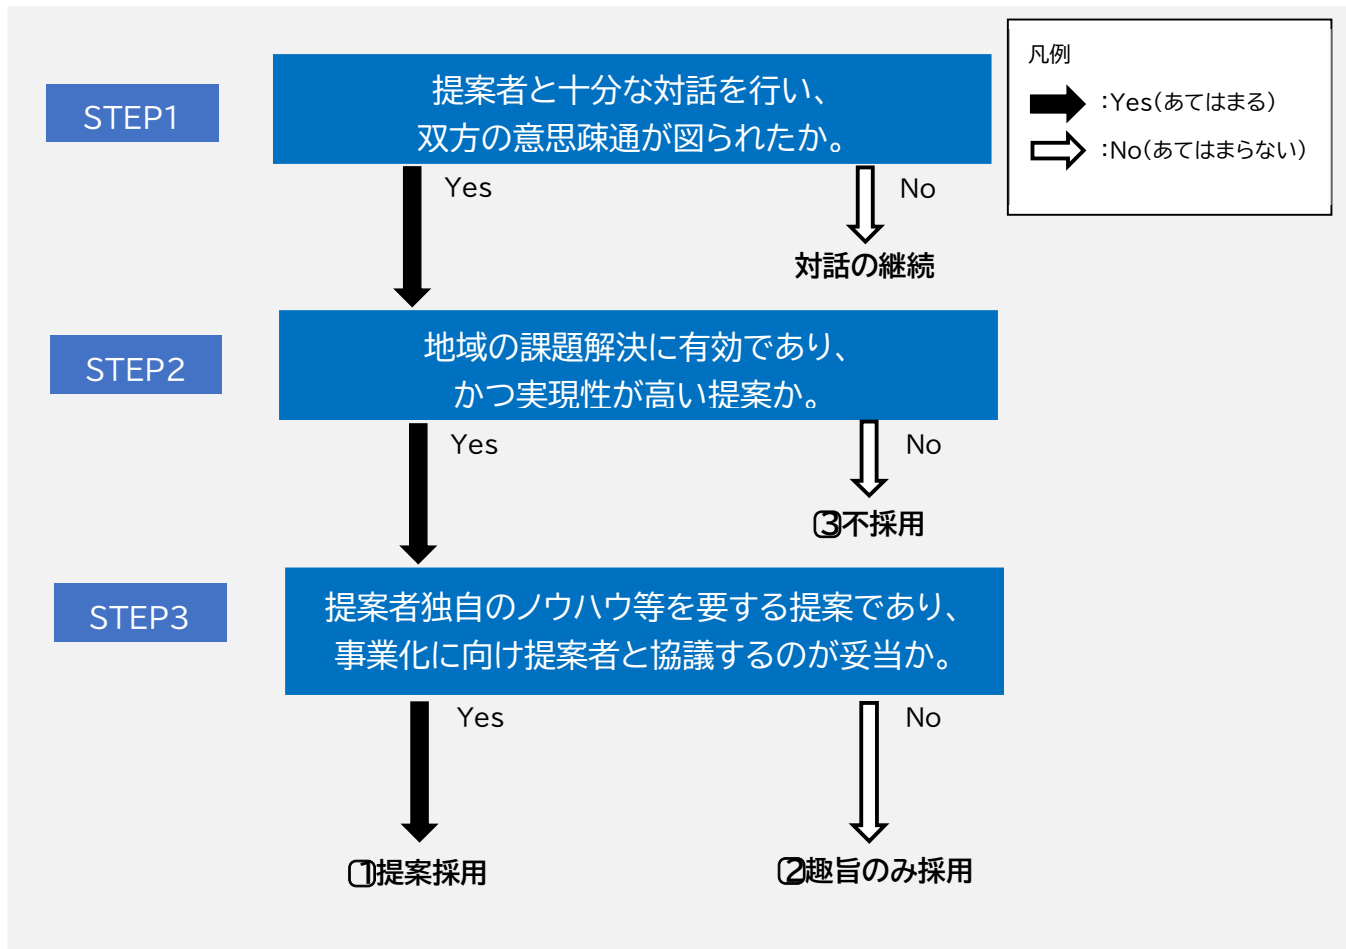 凡例
:Yes(あてはまる)
:No(あてはまらない)
STEP1
提案者と十分な対話を行い、
双方の意思疎通が図られたか。
Yes
No
対話の継続
STEP2
地域の課題解決に有効であり、
かつ実現性が高い提案か。
Yes
No
3不採用
STEP3
提案者独自のノウハウ等を要する提案であり、
事業化に向け提案者と協議するのが妥当か。
Yes
No
1提案採用
2趣旨のみ採用